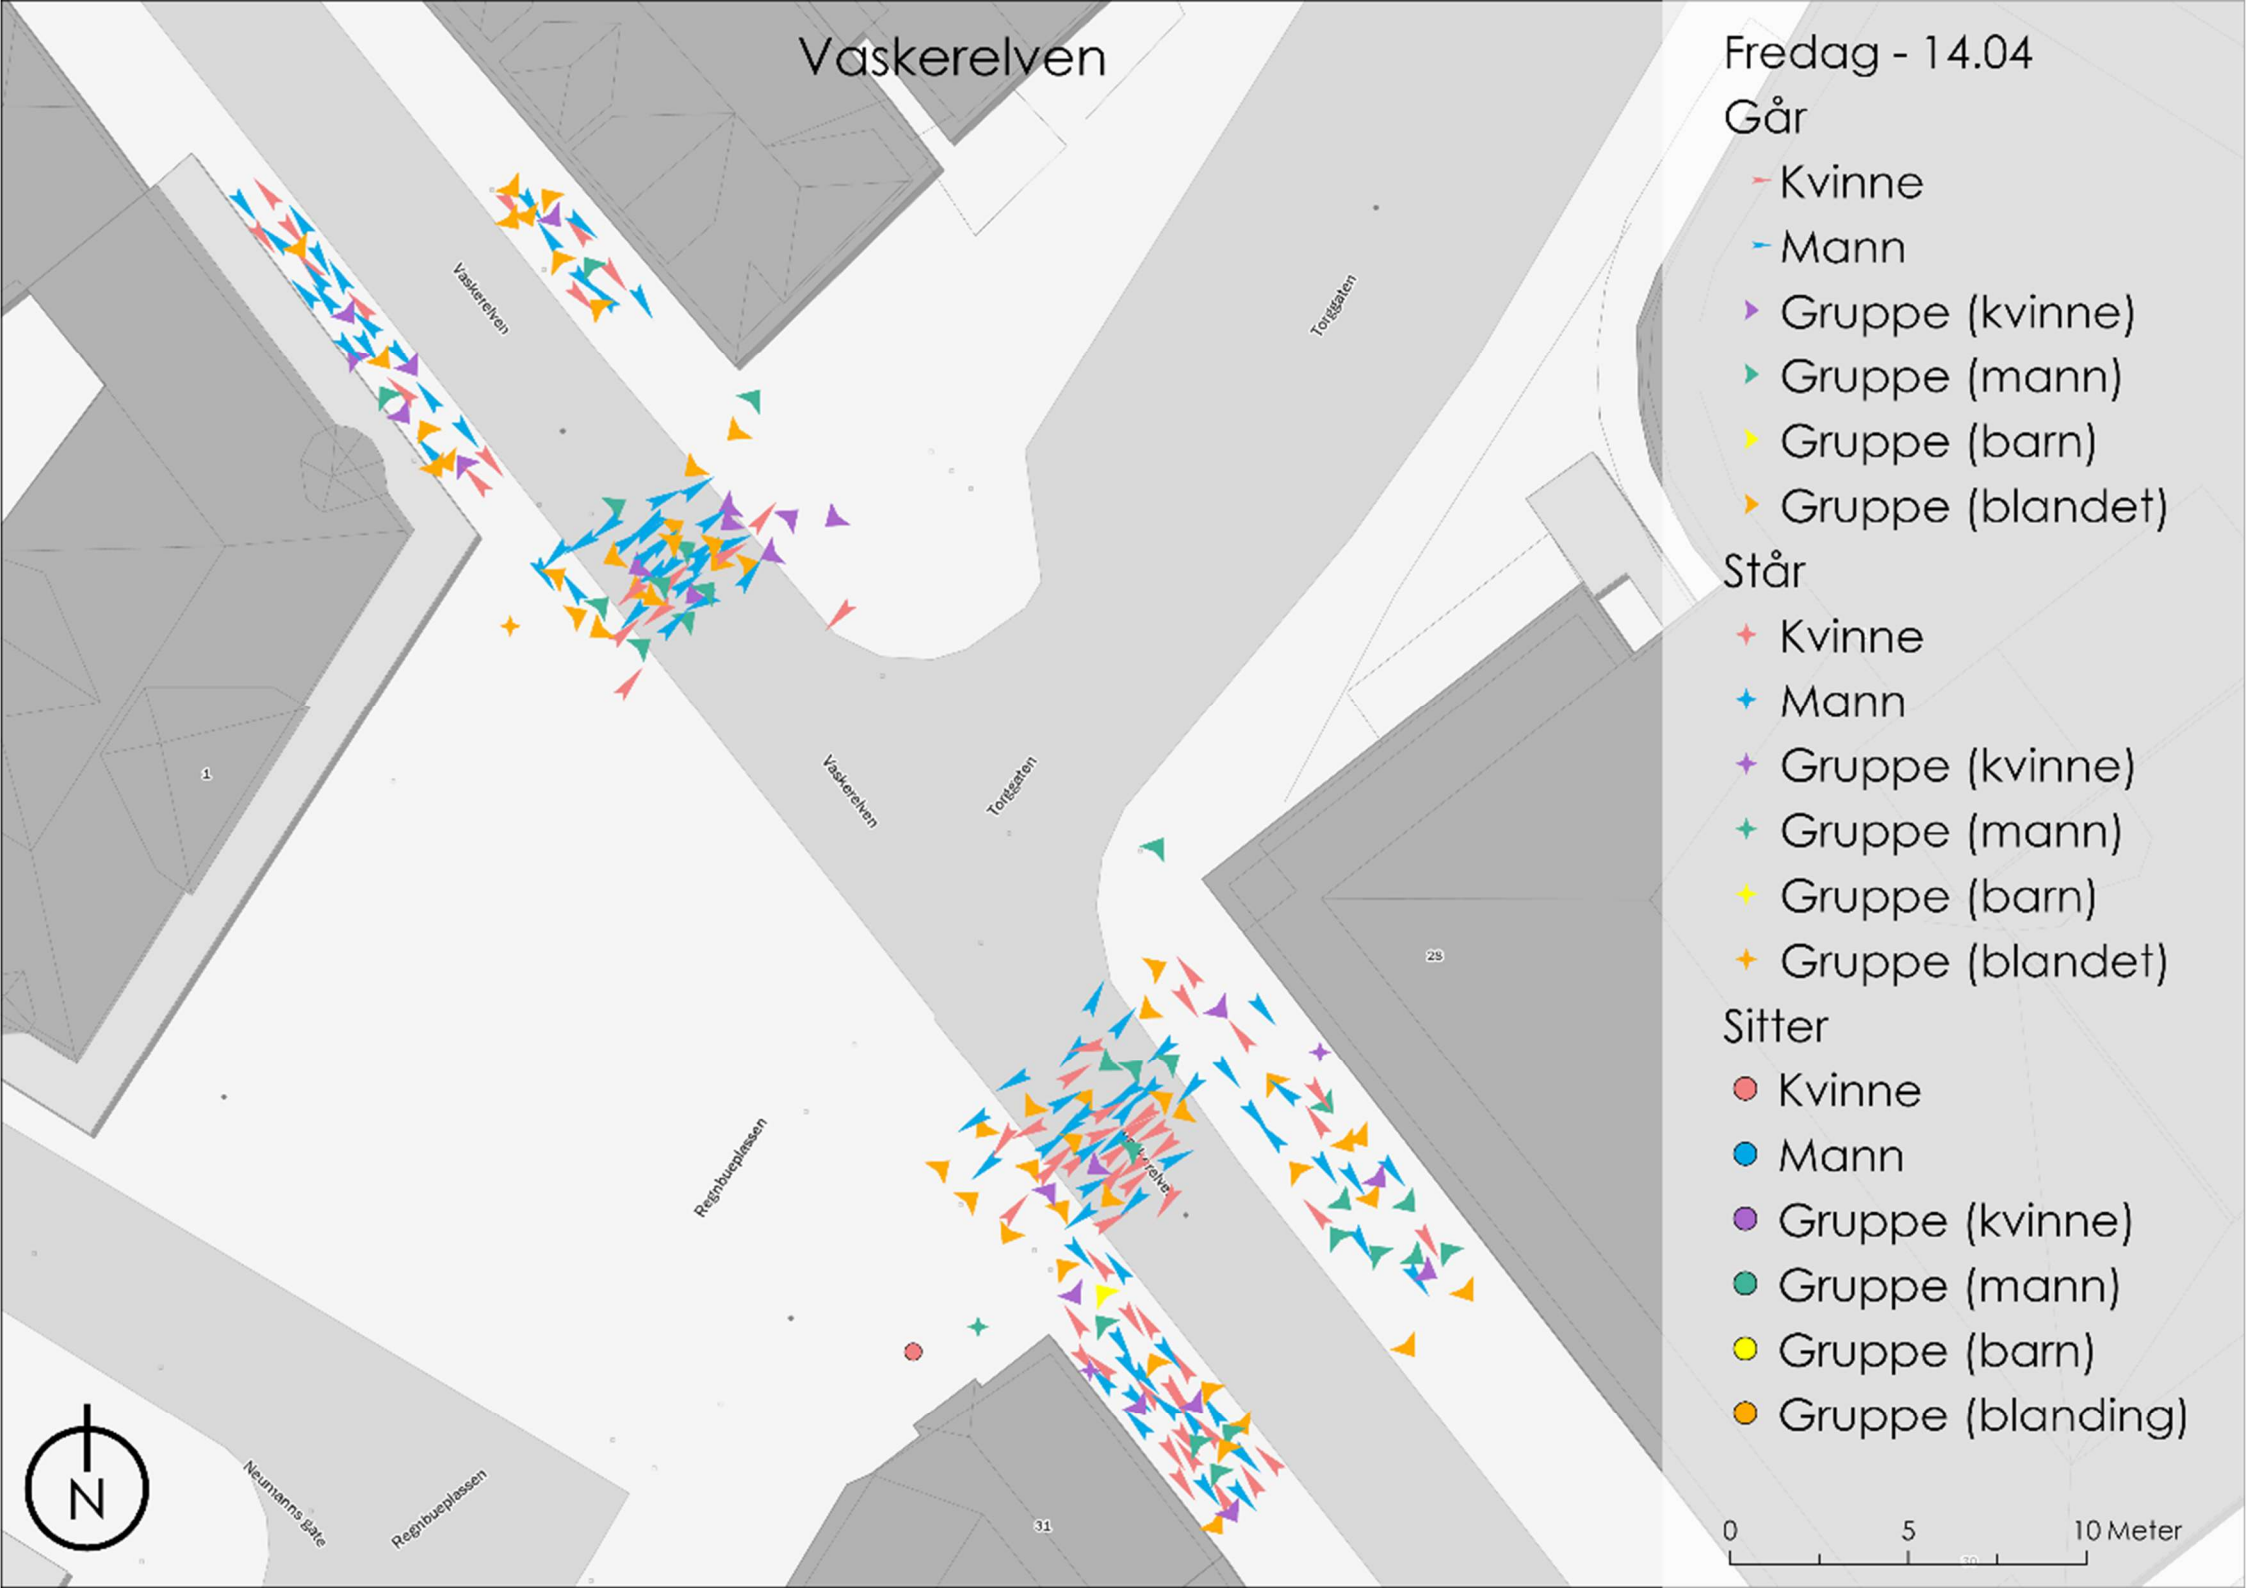 Vaskerelven
Fredag - 14.04
Går
Kvinne
Mann
Gruppe (kvinne)
Gruppe (mann)
Gruppe (barn)
Gruppe (blandet)
Står
Kvinne
Mann
Gruppe (kvinne)
Gruppe (mann)
Gruppe (barn)
Gruppe (blandet)
Sitter
Kvinne
Mann
Gruppe (kvinne)
Gruppe (mann)
Gruppe (barn)
Gruppe (blanding)
0 5 10 Meter
30
Vaskerelven
Torggaten
Vaskerelven
Torggaten
1
28
Regnbueplassen
Neumanns gate
Regnbueplassen
31
N